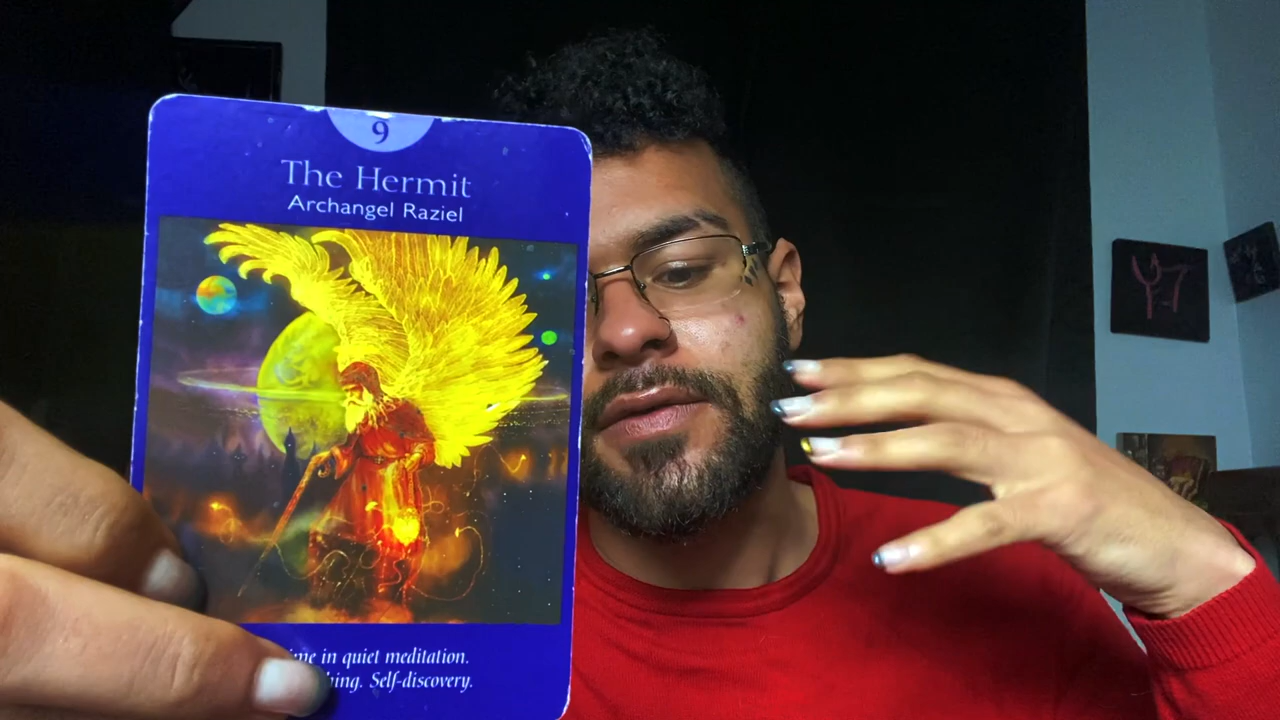 9
The Hermit
Archangel Raziel
in quiet meditation.
Self-discovery.